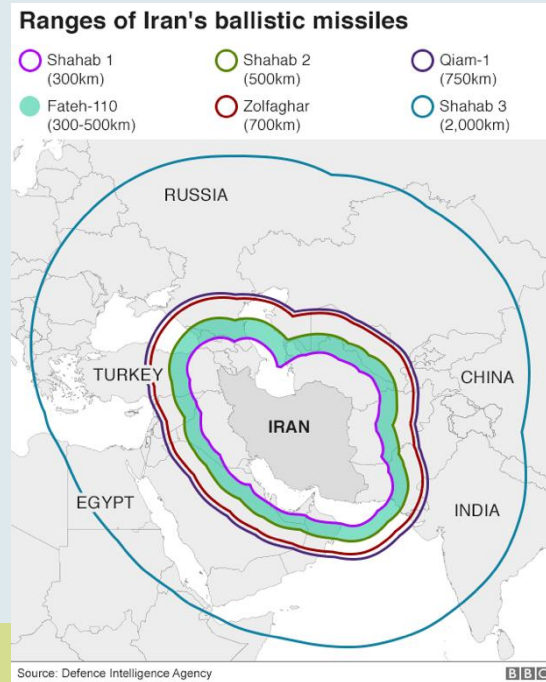 Ranges of Iran's ballistic missiles
Shahab 1
(300km)
Shahab 2
(500km)
Qiam-1
(750km)
Fateh-110
(300-500km)
Zolfaghar
(700km)
Shahab 3
(2,000km)
RUSSIA
TURKEY
CHINA
IRAN
EGYPT
INDIA
Source: Defence Intelligence Agency
BBC